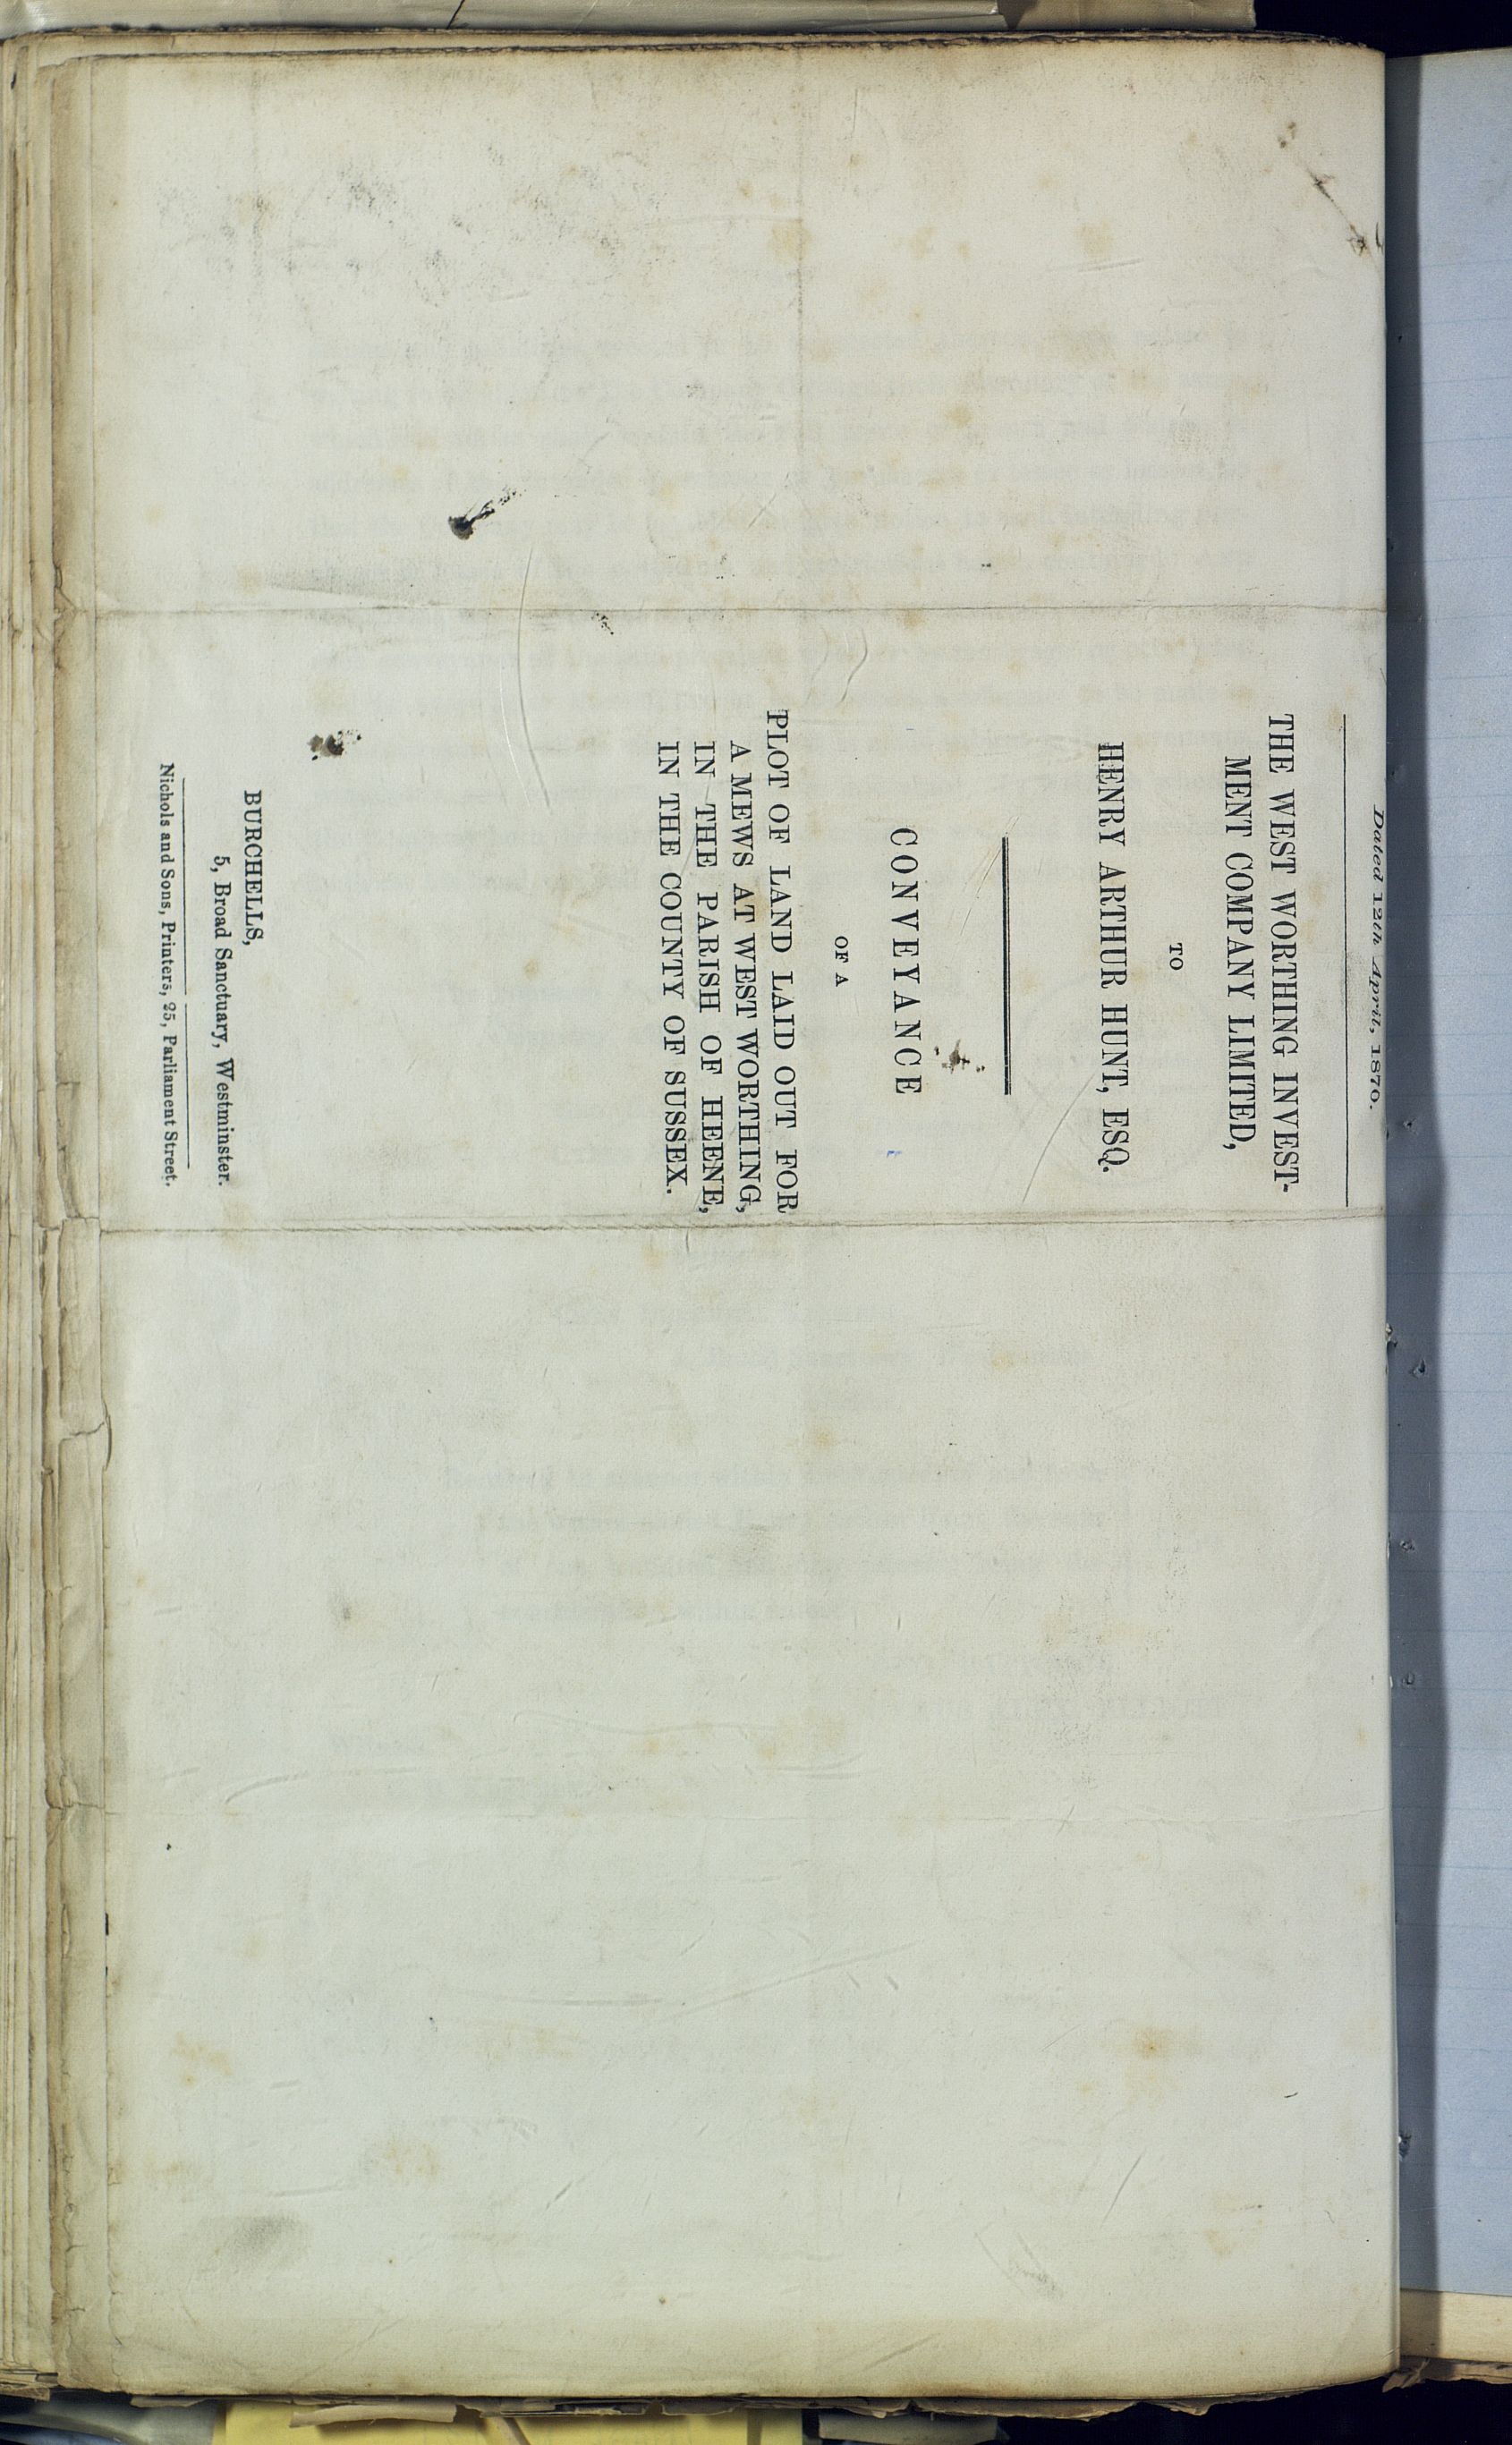 Dated 12th April, 1870.
THE WEST WORTHING INVEST-
MENT COMPANY LIMITED,
TO
HENRY ARTHUR HUNT, ESQ.
CONVEYANCE
OF A
PLOT OF LAND LAID OUT FOR
A MEWS AT WEST WORTHING,
IN THE PARISH OF HEENE,
IN THE COUNTY OF SUSSEX.
BURCHELLS,
5, Broad Sanctuary, Westminster.
Nichols and Sons, Printers, 25, Parliament Street.